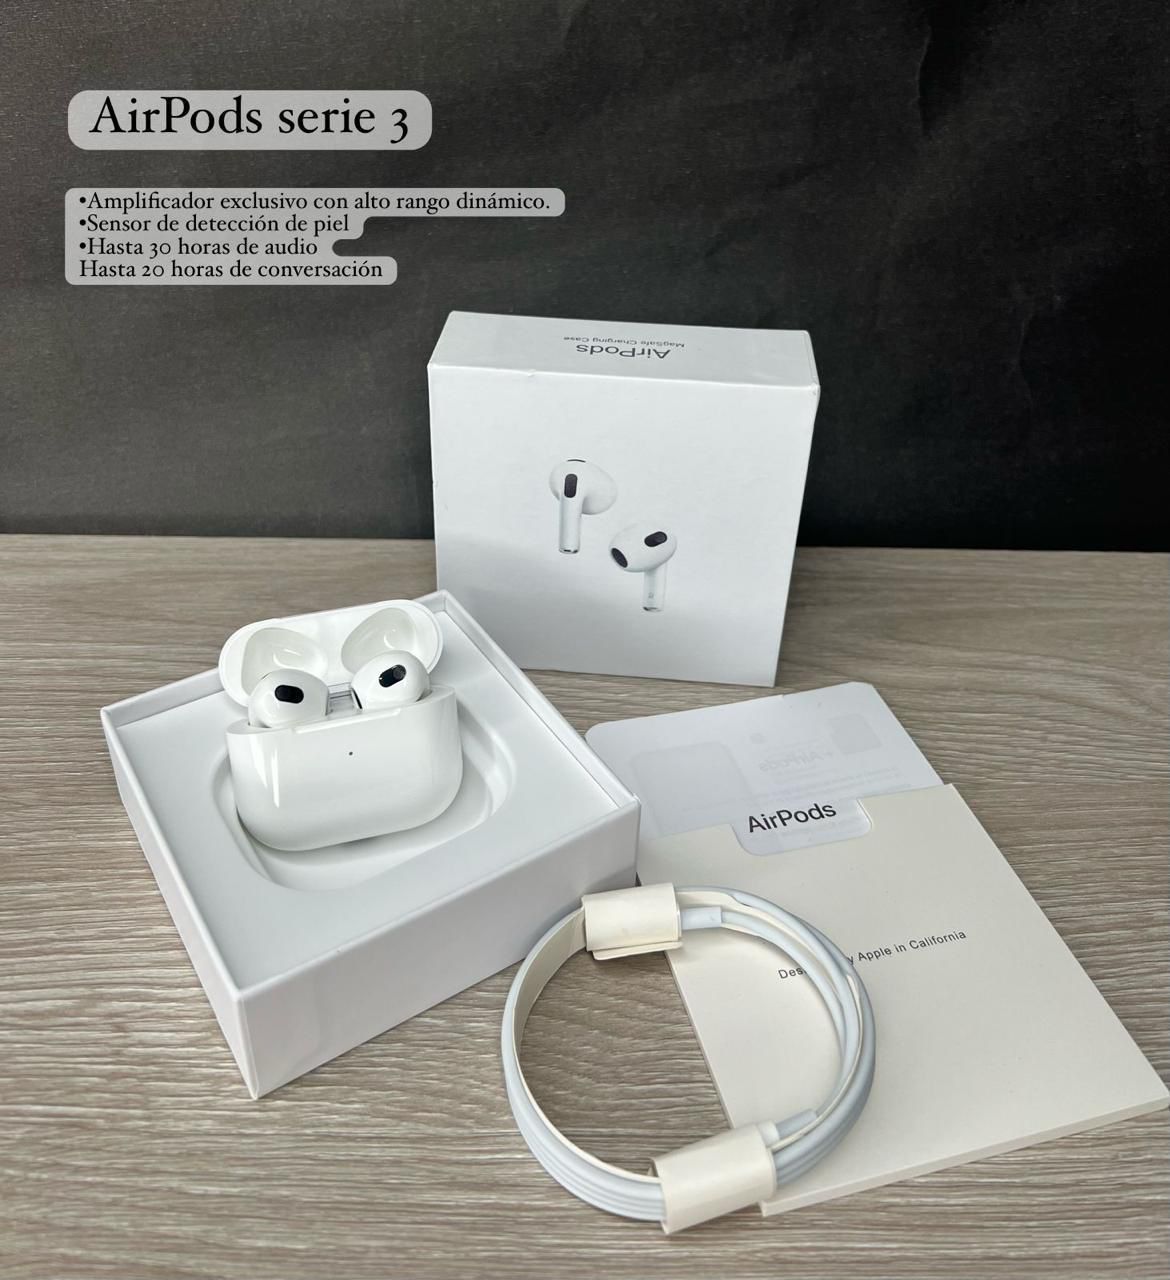 AirPods serie 3
•Amplificador exclusivo con alto rango dinámico.
•Sensor de detección de piel
•Hasta 30 horas de audio
Hasta 20 horas de conversación
AirPods
MagSafe Charging Case
AirPods
Apple in California